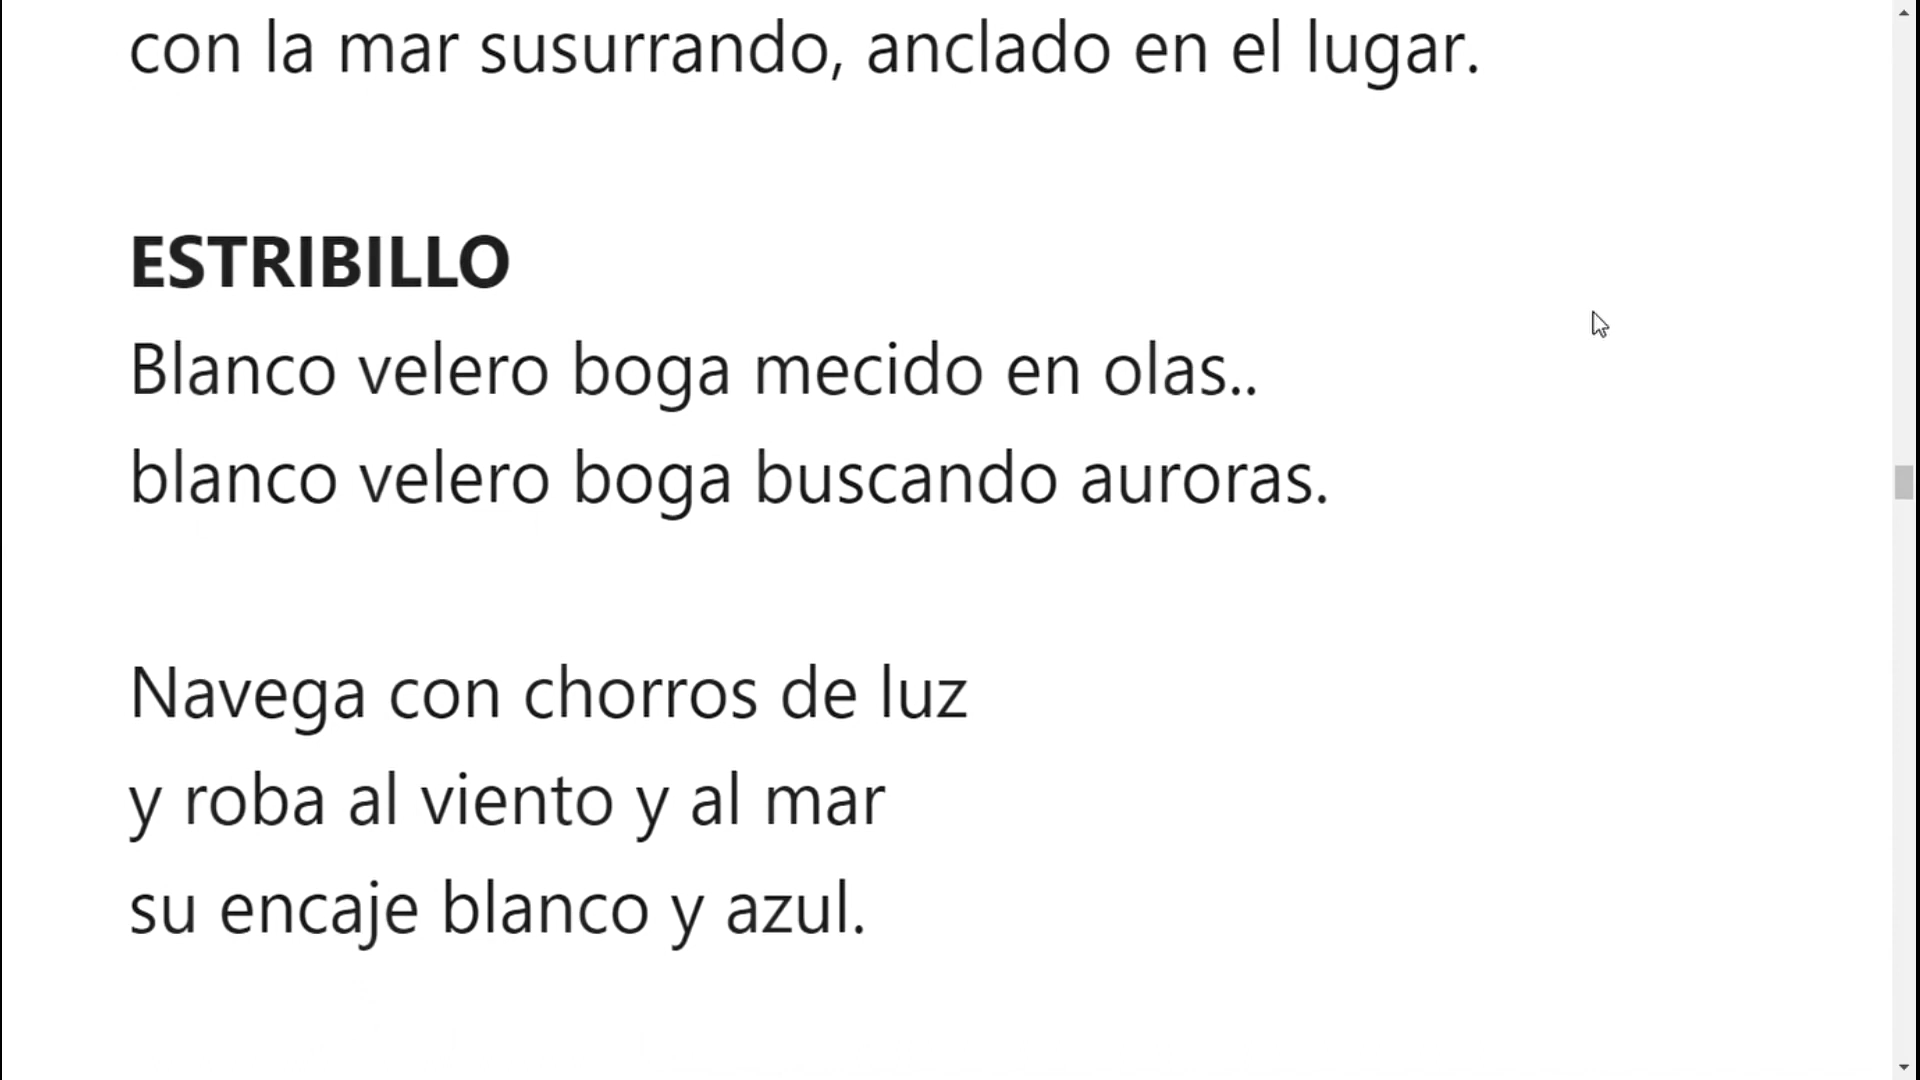 con la mar susurrando, anclado en el lugar.
ESTRIBILLO
Blanco velero boga mecido en olas..
blanco velero boga buscando auroras.
Navega con chorros de luz
y roba al viento y al mar
su encaje blanco y azul.